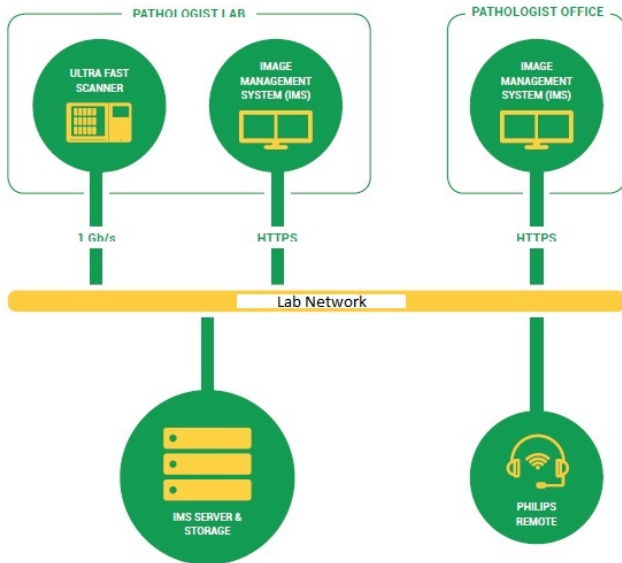 PATHOLOGIST LAB
PATHOLOGIST OFFICE
ULTRA FAST
SCANNER
IMAGE
MANAGEMENT
SYSTEM (IMS)
IMAGE
MANAGEMENT
SYSTEM (IMS)
1 Gb/s
HTTPS
HTTPS
Lab Network
IMS SERVER &
STORAGE
PHILIPS
REMOTE